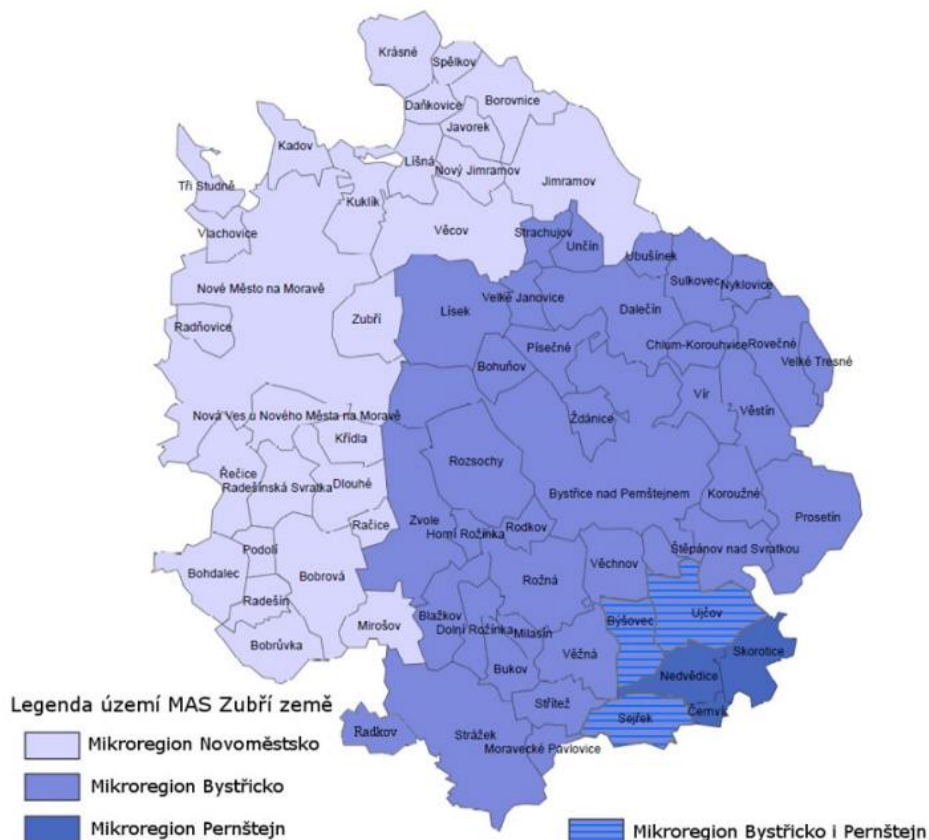 Krásné
Spělkov
Daňkovice
Borovnice
Javorek
Kadov
Líšná
Nový Jimramov
Jimramov
Tři Studně
Kuklík
Vlachovice
Věcov
Strachujov
Unčín
Ubušínek
Sulkovec
Nyklovice
Nové Město na Moravě
Velké Janovice
Lísek
Dalečín
Radňovice
Zubří
Písečné
Chlum-Korouhvice
Rovečné
Velké Tresné
Bohuňov
Vír
Věstín
Nová Ves u Nového Města na Moravě
Ždánice
Křídla
Rozsochy
Řečice
Radešínská Svratka
Dlouhé
Bystřice nad Pernštejnem
Koroužné
Prosetín
Račice
Zvole
Horní Rožínka
Rodkov
Podolí
Štěpánov nad Svratkou
Bohdalec
Bobrová
Rožná
Věchnov
Radešín
Blažkov
Býšovec
Ujčov
Mirošov
Dolní Rožínka
Milasín
Bobrůvka
Věžná
Skorotice
Bukov
Nedvědice
Střítež
Černvír
Sejřek
Radkov
Strážek
Moravecké Pavlovice
Legenda území MAS Zubří země
Mikroregion Novoměstsko
Mikroregion Bystřicko
Mikroregion Pernštejn
Mikroregion Bystřicko i Pernštejn